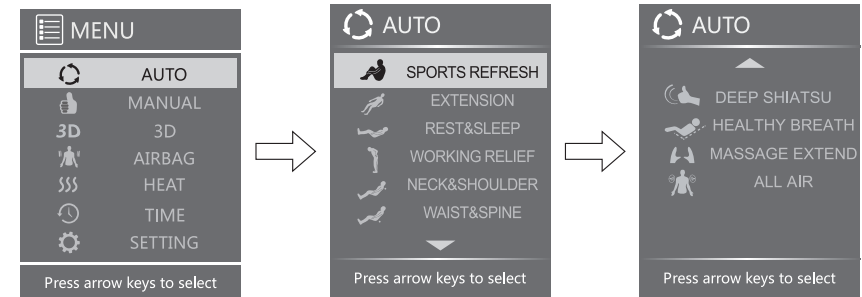 MENU
AUTO
MANUAL
3D 3D
AIRBAG
HEAT
TIME
SETTING
Press arrow keys to select
AUTO
SPORTS REFRESH
EXTENSION
REST&SLEEP
WORKING RELIEF
NECK&SHOULDER
WAIST&SPINE
Press arrow keys to select
AUTO
DEEP SHIATSU
HEALTHY BREATH
MASSAGE EXTEND
ALL AIR
Press arrow keys to select